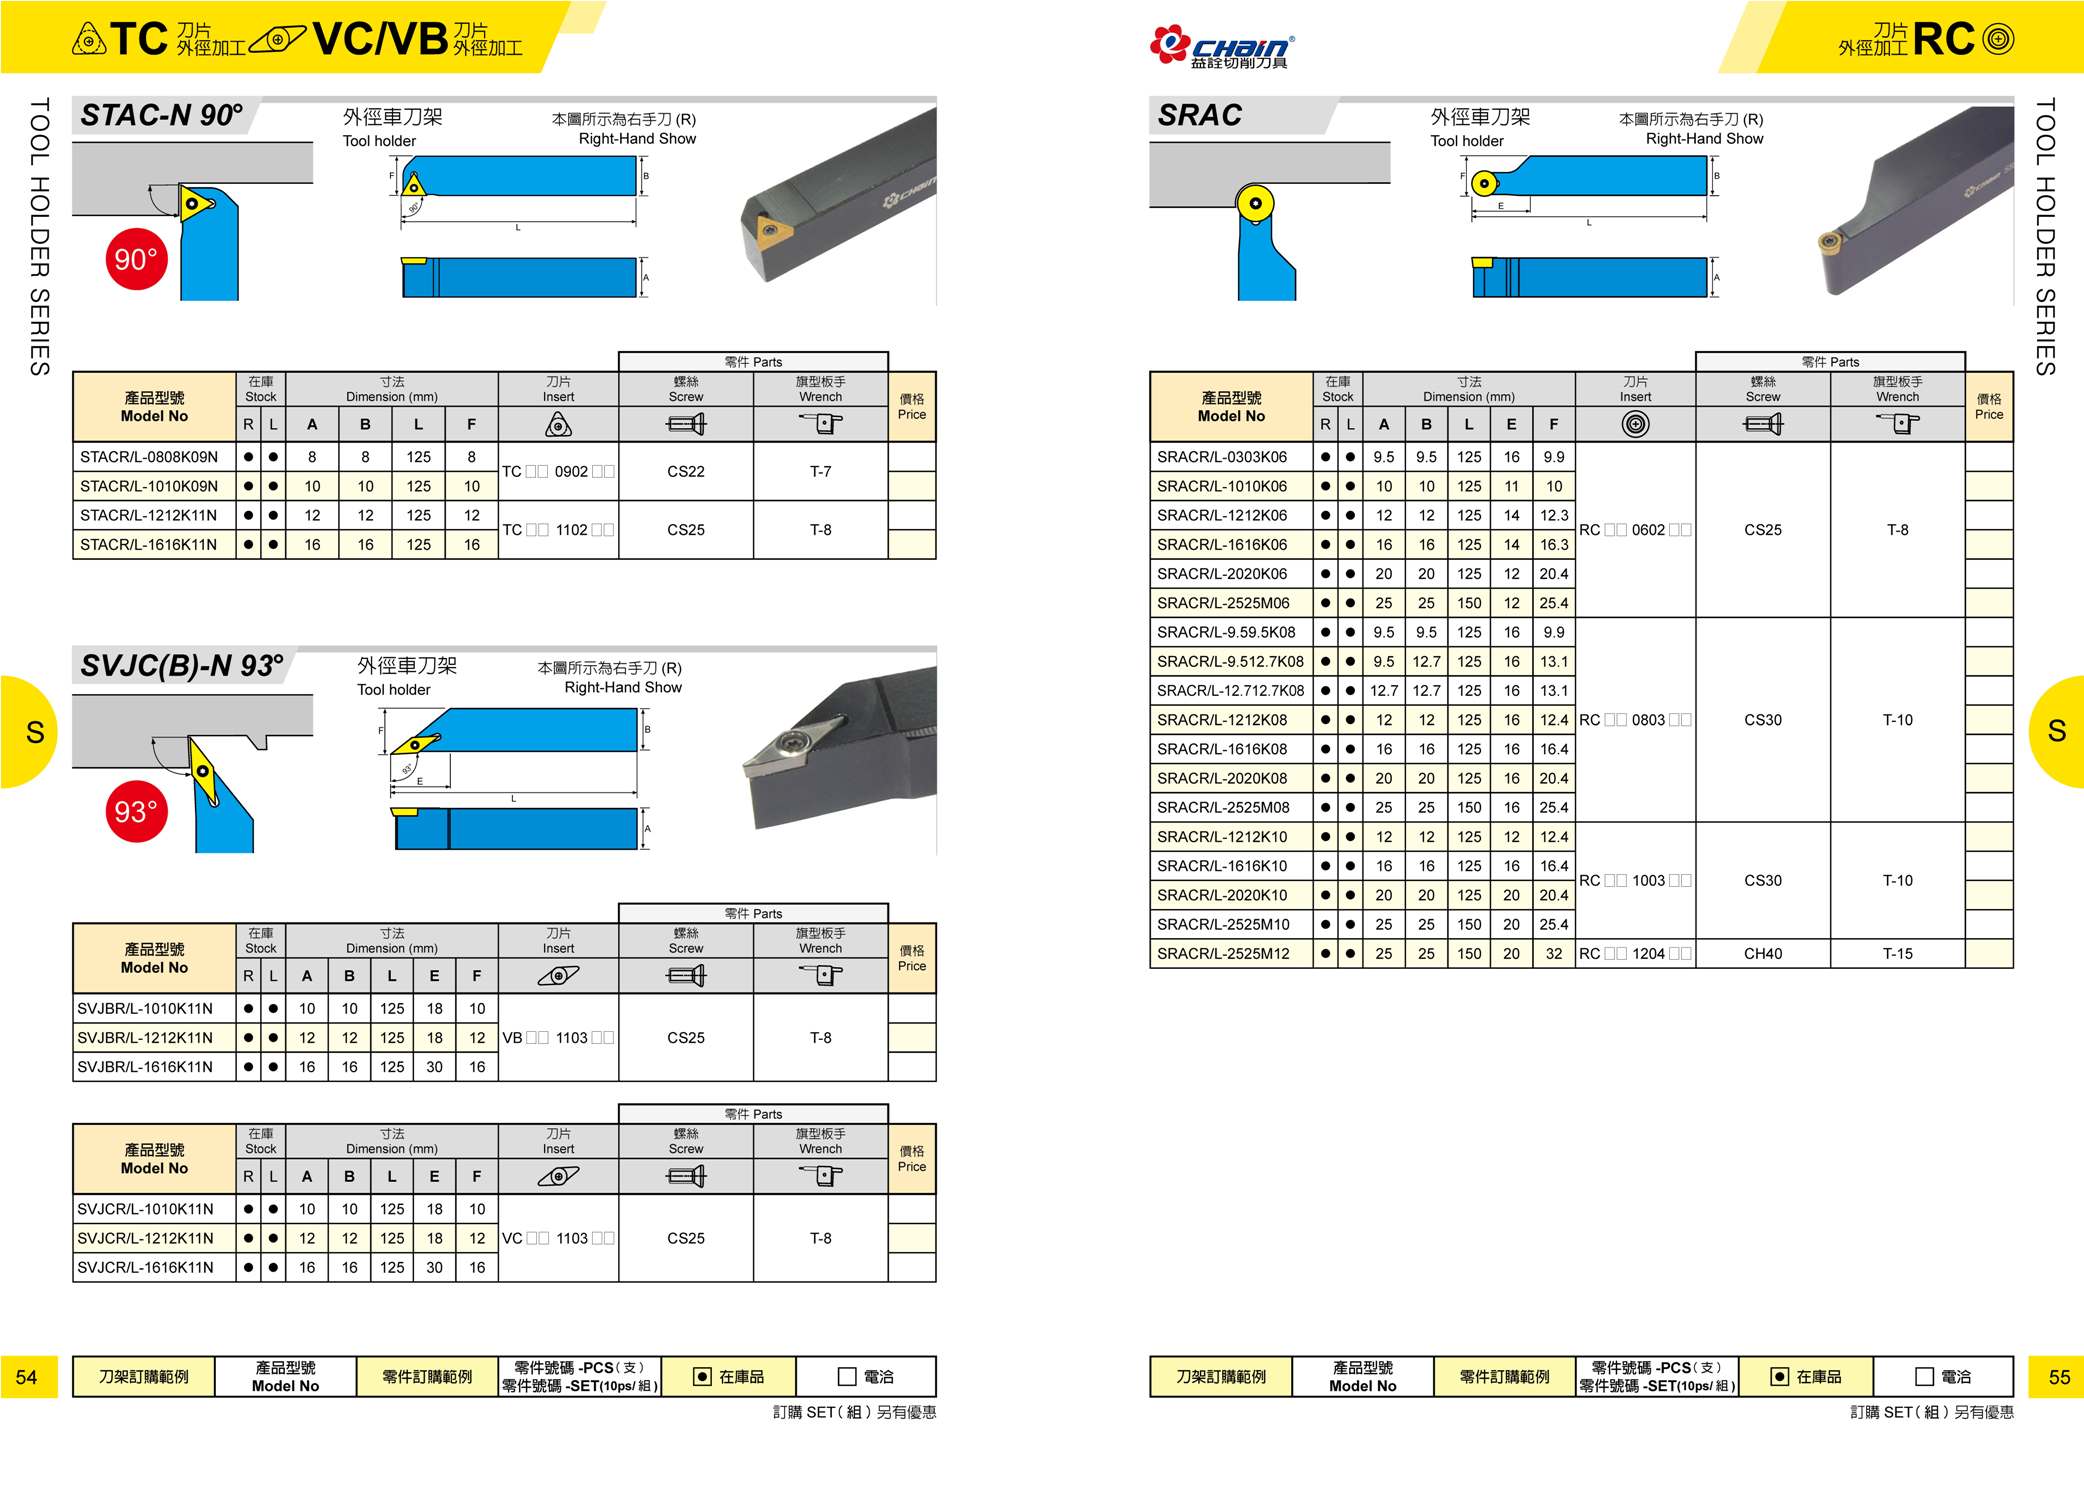 TC 刀片 外徑加工 VC/VB 刀片 外徑加工
TOOL HOLDER SERIES
STAC-N 90°
外徑車刀架
Tool holder
本圖所示為右手刀 (R)
Right-Hand Show
90°
F B 90° L A
零件 Parts
產品型號 Model No 在庫 Stock 寸法 Dimension (mm) 刀片 Insert 螺絲 Screw 旗型板手 Wrench 價格 Price
R L A B L F
STACR/L-0808K09N ● ● 8 8 125 8 TC □□ 0902 □□ CS22 T-7
STACR/L-1010K09N ● ● 10 10 125 10
STACR/L-1212K11N ● ● 12 12 125 12 TC □□ 1102 □□ CS25 T-8
STACR/L-1616K11N ● ● 16 16 125 16
SVJC(B)-N 93°
外徑車刀架
Tool holder
本圖所示為右手刀 (R)
Right-Hand Show
93°
F B 93° E L A
S
零件 Parts
產品型號 Model No 在庫 Stock 寸法 Dimension (mm) 刀片 Insert 螺絲 Screw 旗型板手 Wrench 價格 Price
R L A B L E F
SVJBR/L-1010K11N ● ● 10 10 125 18 10
SVJBR/L-1212K11N ● ● 12 12 125 18 12 VB □□ 1103 □□ CS25 T-8
SVJBR/L-1616K11N ● ● 16 16 125 30 16
零件 Parts
產品型號 Model No 在庫 Stock 寸法 Dimension (mm) 刀片 Insert 螺絲 Screw 旗型板手 Wrench 價格 Price
R L A B L E F
SVJCR/L-1010K11N ● ● 10 10 125 18 10
SVJCR/L-1212K11N ● ● 12 12 125 18 12 VC □□ 1103 □□ CS25 T-8
SVJCR/L-1616K11N ● ● 16 16 125 30 16
54 刀架訂購範例 產品型號 Model No 零件訂購範例 零件號碼 -PCS（支） 零件號碼 -SET(10ps/ 組) ● 在庫品 □ 電洽
訂購 SET（組）另有優惠
eCHAIN®
益詮切削刀具
刀片 外徑加工 RC
TOOL HOLDER SERIES
SRAC
外徑車刀架
Tool holder
本圖所示為右手刀 (R)
Right-Hand Show
F B E L A
零件 Parts
產品型號 Model No 在庫 Stock 寸法 Dimension (mm) 刀片 Insert 螺絲 Screw 旗型板手 Wrench 價格 Price
R L A B L E F
SRACR/L-0303K06 ● ● 9.5 9.5 125 16 9.9
SRACR/L-1010K06 ● ● 10 10 125 11 10
SRACR/L-1212K06 ● ● 12 12 125 14 12.3 RC □□ 0602 □□ CS25 T-8
SRACR/L-1616K06 ● ● 16 16 125 14 16.3
SRACR/L-2020K06 ● ● 20 20 125 12 20.4
SRACR/L-2525M06 ● ● 25 25 150 12 25.4
SRACR/L-9.59.5K08 ● ● 9.5 9.5 125 16 9.9
SRACR/L-9.512.7K08 ● ● 9.5 12.7 125 16 13.1
SRACR/L-12.712.7K08 ● ● 12.7 12.7 125 16 13.1
SRACR/L-1212K08 ● ● 12 12 125 16 12.4 RC □□ 0803 □□ CS30 T-10
SRACR/L-1616K08 ● ● 16 16 125 16 16.4
SRACR/L-2020K08 ● ● 20 20 125 16 20.4
SRACR/L-2525M08 ● ● 25 25 150 16 25.4
SRACR/L-1212K10 ● ● 12 12 125 12 12.4
SRACR/L-1616K10 ● ● 16 16 125 16 16.4 RC □□ 1003 □□ CS30 T-10
SRACR/L-2020K10 ● ● 20 20 125 20 20.4
SRACR/L-2525M10 ● ● 25 25 150 20 25.4
SRACR/L-2525M12 ● ● 25 25 150 20 32 RC □□ 1204 □□ CH40 T-15
S
刀架訂購範例 產品型號 Model No 零件訂購範例 零件號碼 -PCS（支） 零件號碼 -SET(10ps/ 組) ● 在庫品 □ 電洽 55
訂購 SET（組）另有優惠